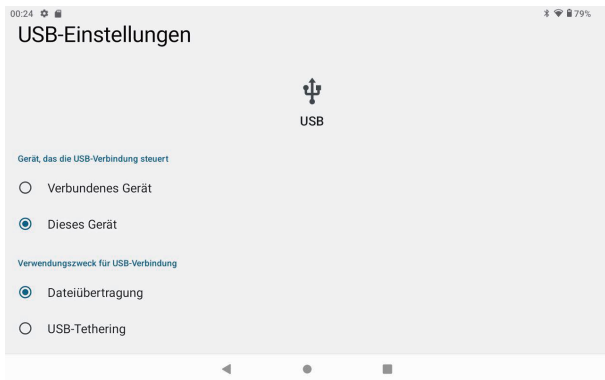 00:24
79%
USB-Einstellungen
USB
Gerät, das die USB-Verbindung steuert
Verbundenes Gerät
Dieses Gerät
Verwendungszweck für USB-Verbindung
Dateiübertragung
USB-Tethering